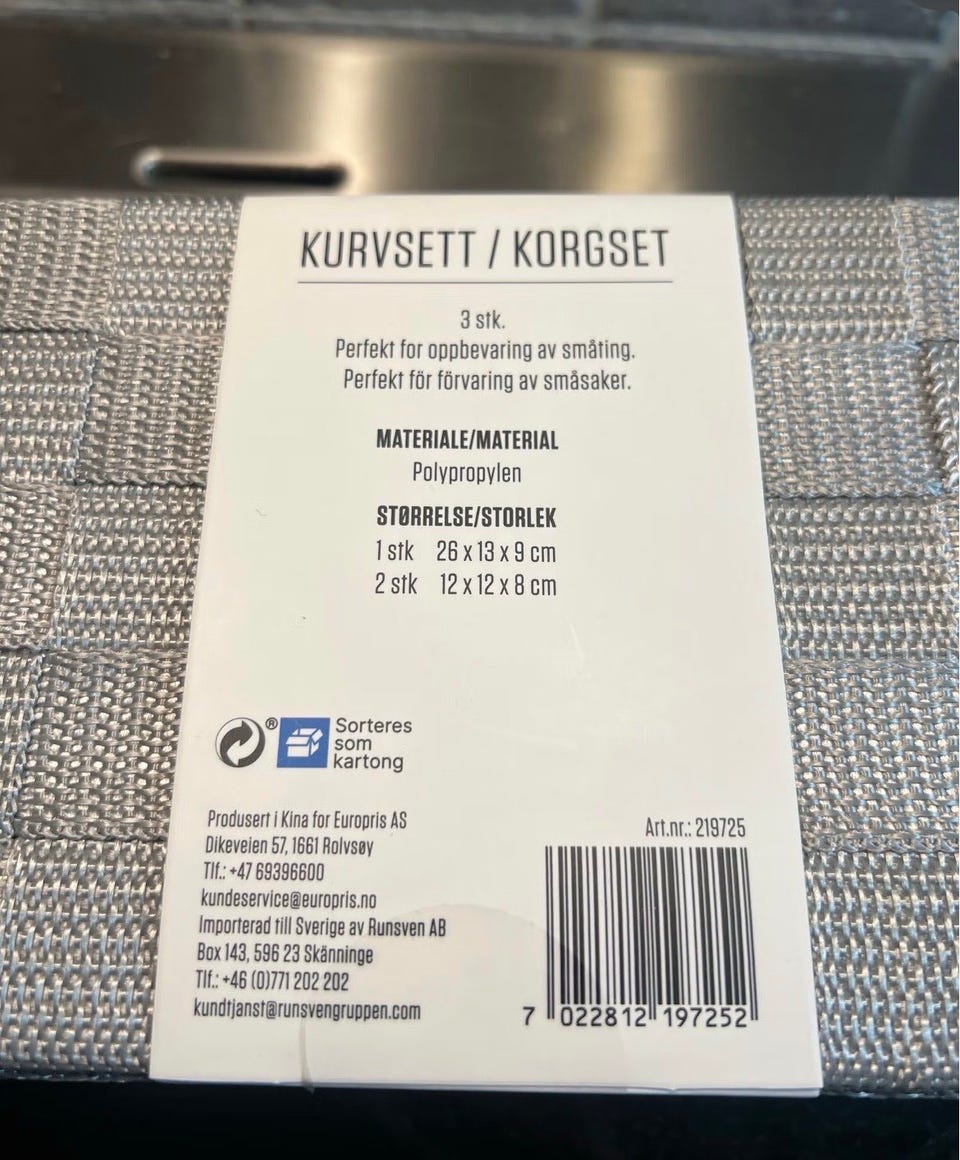 KURVSETT / KORGSET
3 stk.
Perfekt for oppbevaring av småting.
Perfekt för förvaring av småsaker.
MATERIALE/MATERIAL
Polypropylen
STØRRELSE/STORLEK
1 stk 26 x 13 x 9 cm
2 stk 12 x 12 x 8 cm
®
Sorteres
som
kartong
Produsert i Kina for Europris AS
Dikeveien 57, 1661 Rolvsøy
Tlf.: +47 69396600
kundeservice@europris.no
Importerad till Sverige av Runsven AB
Box 143, 596 23 Skänninge
Tlf.: +46 (0)771 202 202
kundtjanst@runsvengruppen.com
Art.nr.: 219725
7 022812 197252